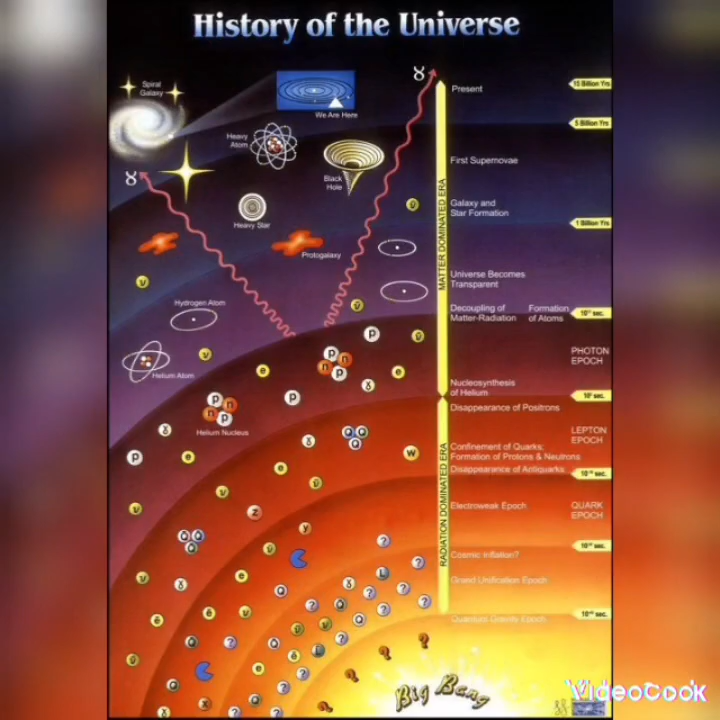 History of the Universe
Spiral
Galaxy
We Are Here
Heavy
Atom
Black
Hole
Heavy Star
Protogalaxy
Hydrogen Atom
Helium Atom
Helium Nucleus
Present
15 Billion Yrs
5 Billion Yrs
First Supernovae
Galaxy and
Star Formation
1 Billion Yrs
Universe Becomes
Transparent
Decoupling of
Matter-Radiation
Formation
of Atoms
PHOTON
EPOCH
Nucleosynthesis
of Helium
Disappearance of Positrons
LEPTON
EPOCH
Confinement of Quarks;
Formation of Protons & Neutrons
Disappearance of Antiquarks
Electroweak Epoch
QUARK
EPOCH
Cosmic Inflation?
Grand Unification Epoch
Quantum Gravity Epoch
MATTER DOMINATED ERA
RADIATION DOMINATED ERA
Big Bang
VideoCook